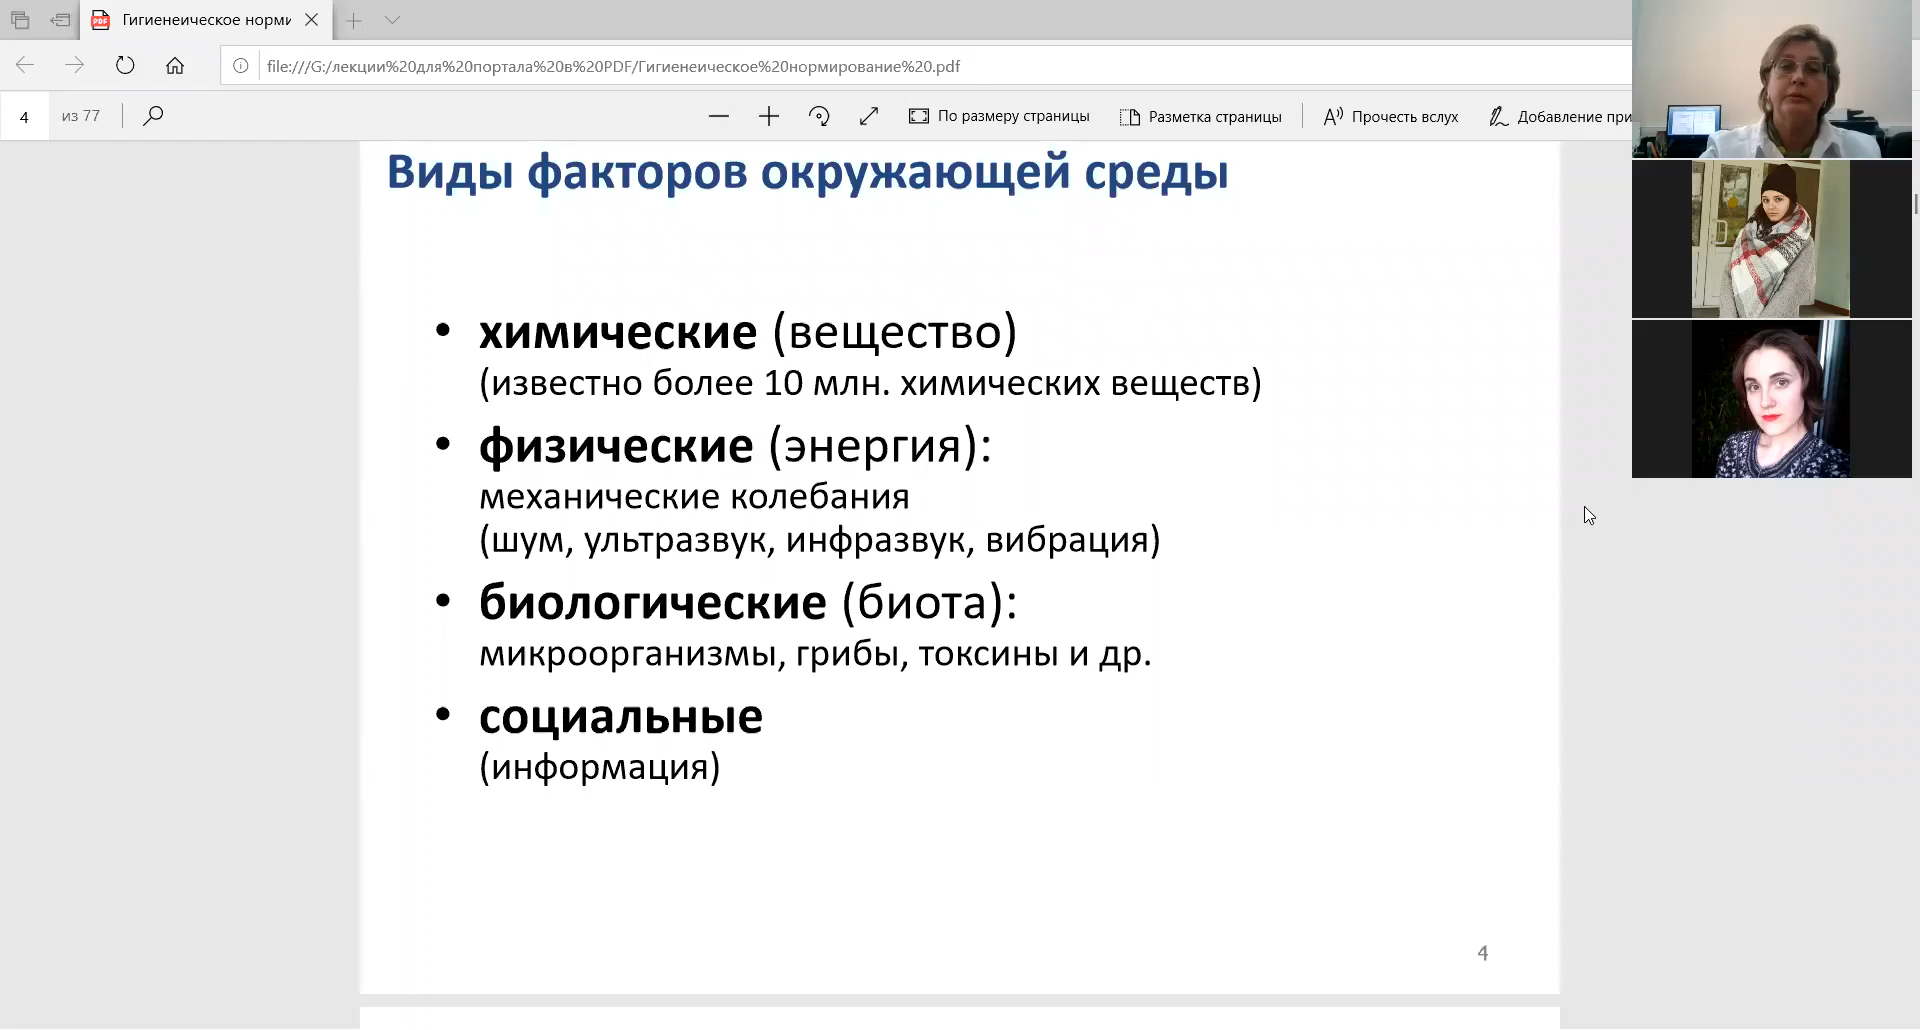 Гигиенеическое норми
file:///G:/лекции%20для%20портала%20в%20PDF/Гигиенеическое%20нормирование%20.pdf
4 из 77 По размеру страницы Разметка страницы Прочесть вслух Добавление при
Виды факторов окружающей среды
• химические (вещество)
(известно более 10 млн. химических веществ)
• физические (энергия):
механические колебания
(шум, ультразвук, инфразвук, вибрация)
• биологические (биота):
микроорганизмы, грибы, токсины и др.
• социальные
(информация)
4